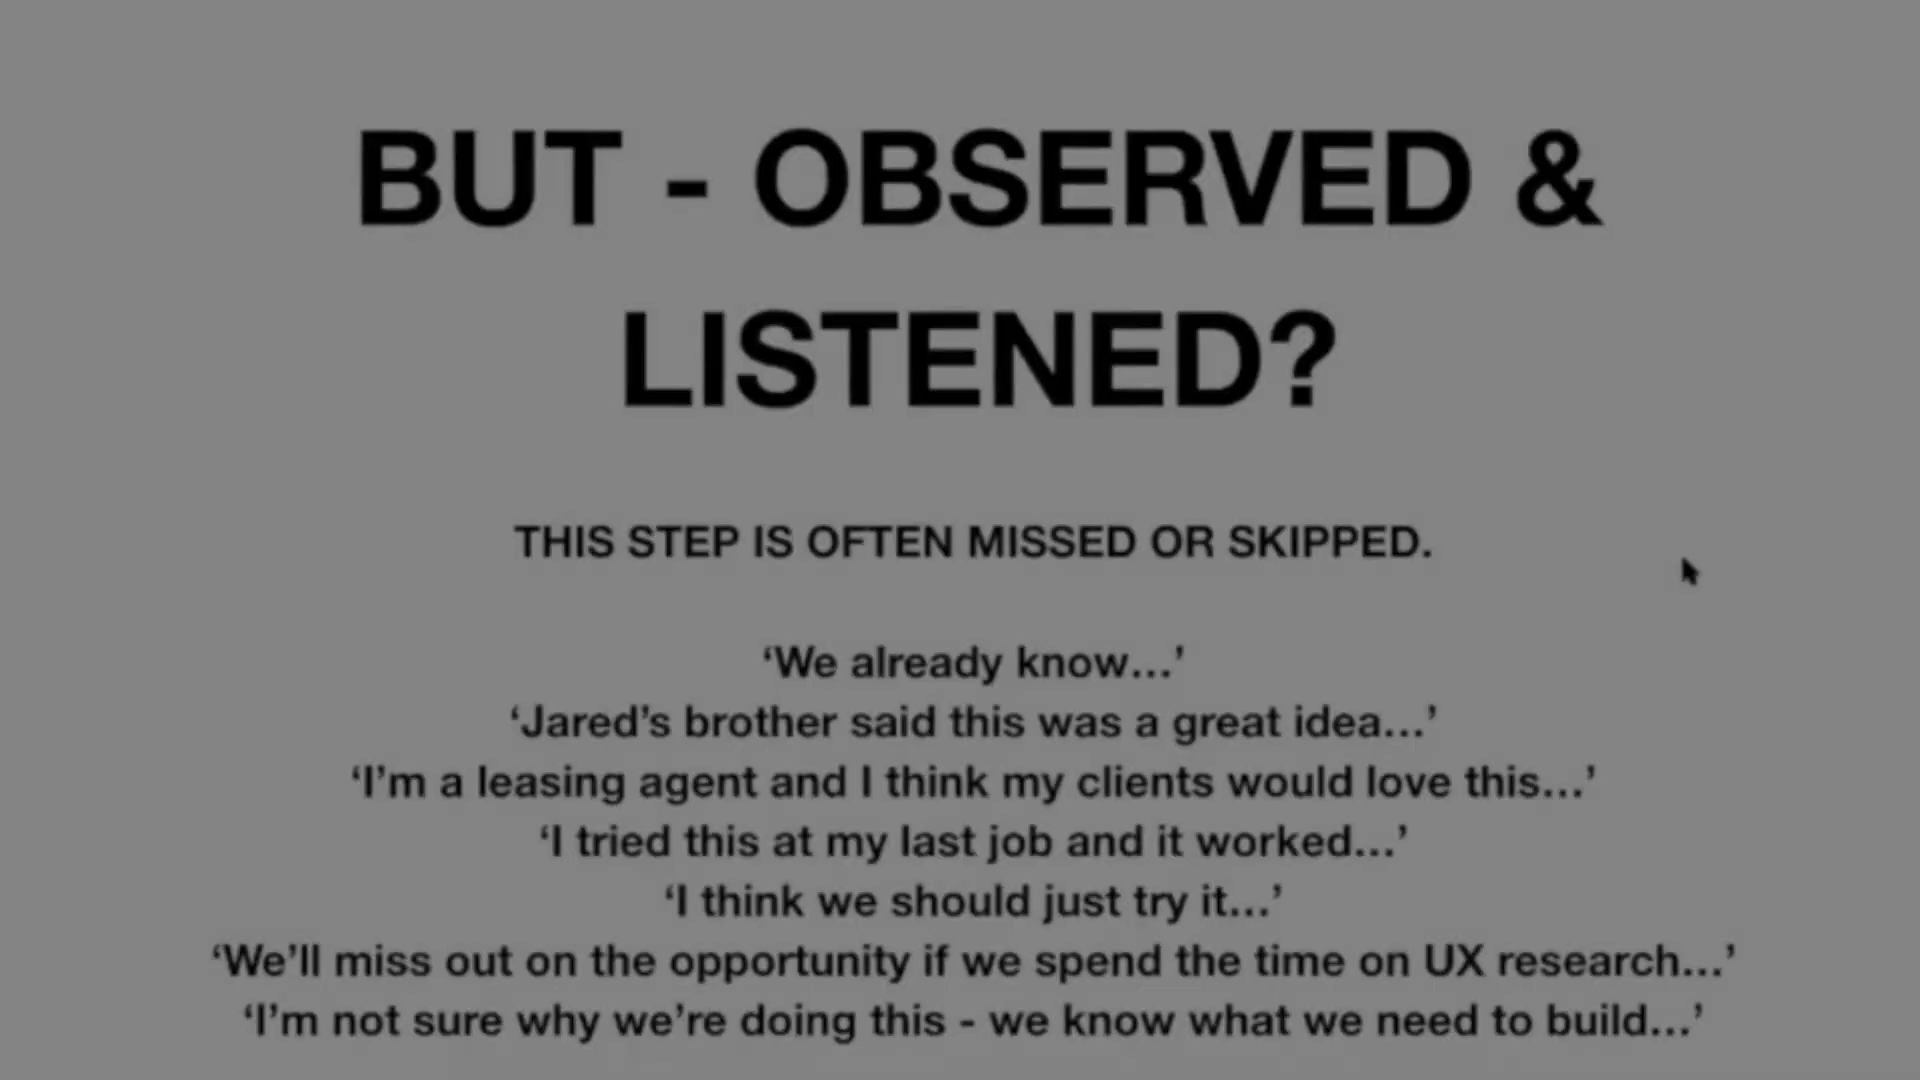 BUT - OBSERVED &
LISTENED?
THIS STEP IS OFTEN MISSED OR SKIPPED.
‘We already know...’
‘Jared’s brother said this was a great idea...’
‘I’m a leasing agent and I think my clients would love this...’
‘I tried this at my last job and it worked...’
‘I think we should just try it...’
‘We’ll miss out on the opportunity if we spend the time on UX research...’
‘I’m not sure why we’re doing this - we know what we need to build...’